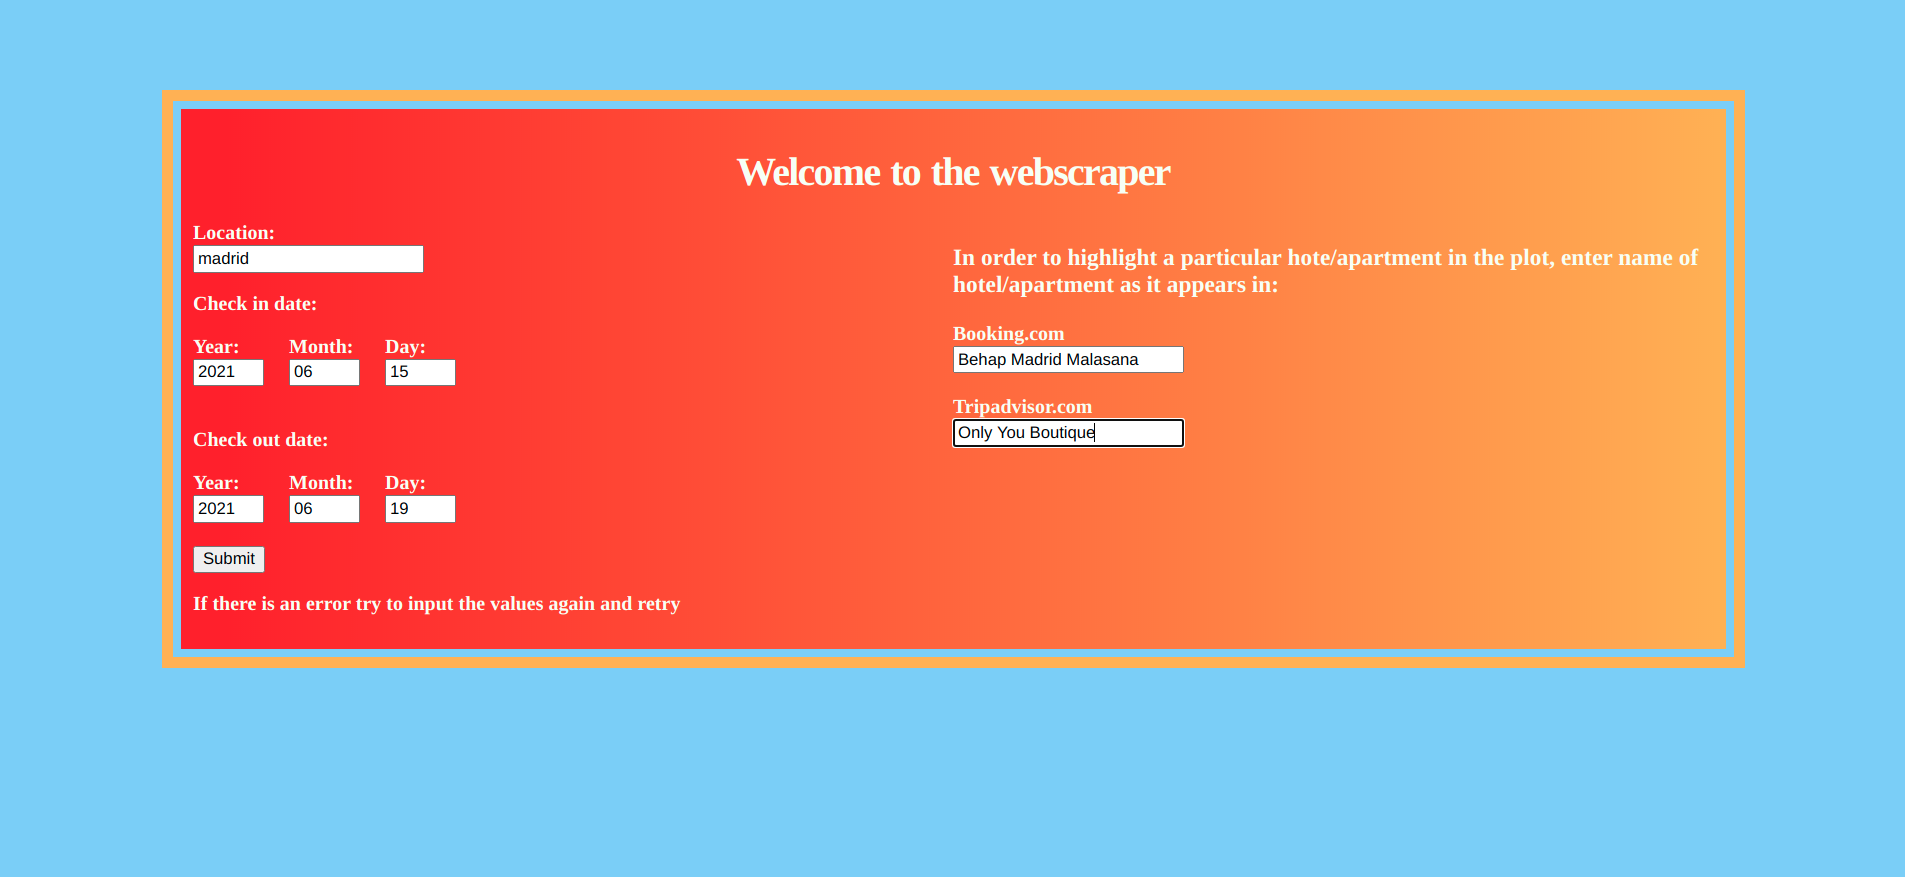 Welcome to the webscraper
Location:
madrid
Check in date:
Year: Month: Day:
2021 06 15
Check out date:
Year: Month: Day:
2021 06 19
Submit
If there is an error try to input the values again and retry
In order to highlight a particular hote/apartment in the plot, enter name of
hotel/apartment as it appears in:
Booking.com
Behap Madrid Malasana
Tripadvisor.com
Only You Boutique